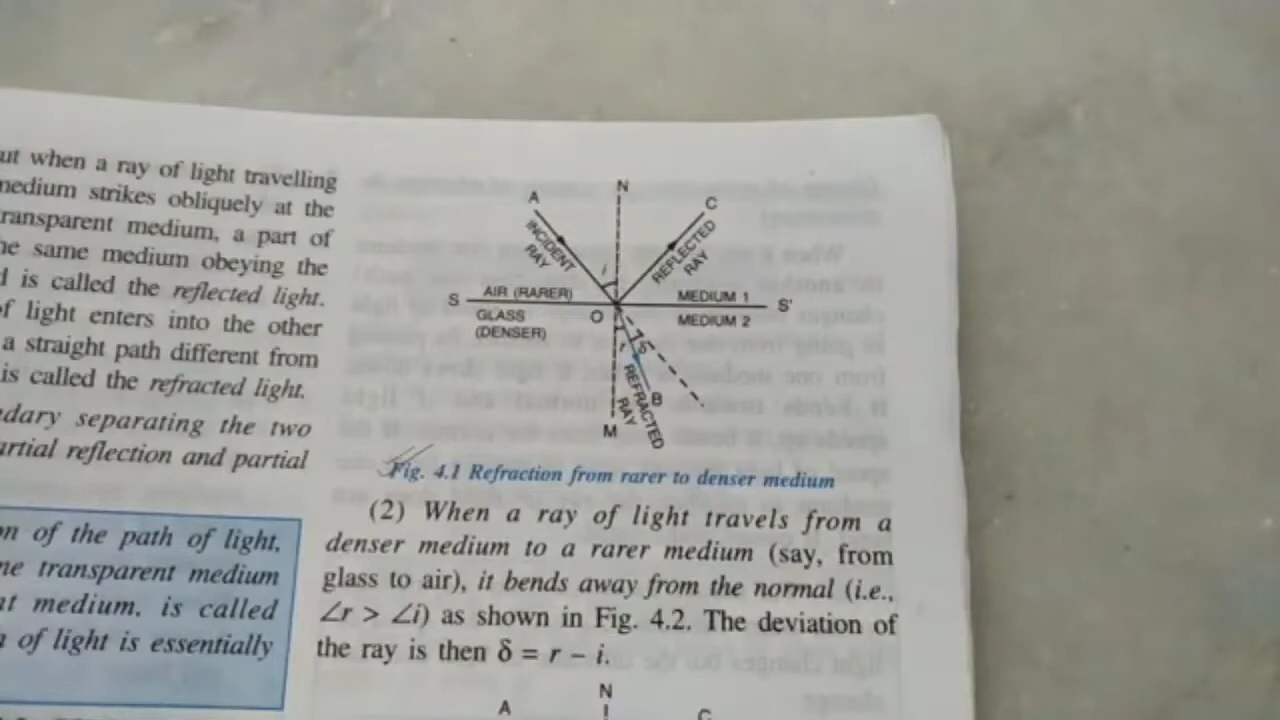 ut when a ray of light travelling
medium strikes obliquely at the
transparent medium, a part of
he same medium obeying the
d is called the reflected light.
of light enters into the other
a straight path different from
is called the refracted light.
dary separating the two
artial reflection and partial
on of the path of light,
ne transparent medium
nt medium, is called
of light is essentially
N
A
C
INCIDENT RAY
REFLECTED RAY
i
S
AIR (RARER)
MEDIUM 1
S'
GLASS
(DENSER)
O
MEDIUM 2
r
δ
REFRACTED RAY
B
M
Fig. 4.1 Refraction from rarer to denser medium
(2) When a ray of light travels from a
denser medium to a rarer medium (say, from
glass to air), it bends away from the normal (i.e.,
∠r > ∠i) as shown in Fig. 4.2. The deviation of
the ray is then δ = r – i.
N
A
C